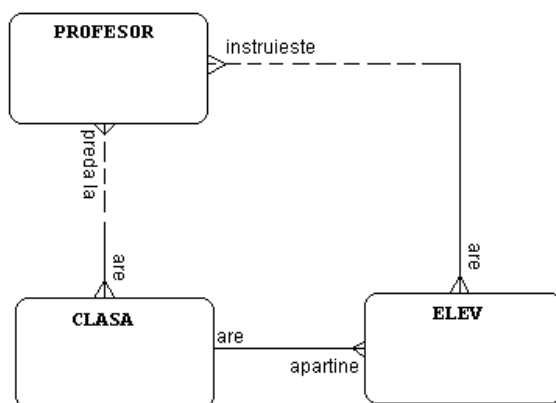 PROFESOR
instruieste
preda la
are
are
CLASA
are
apartine
ELEV